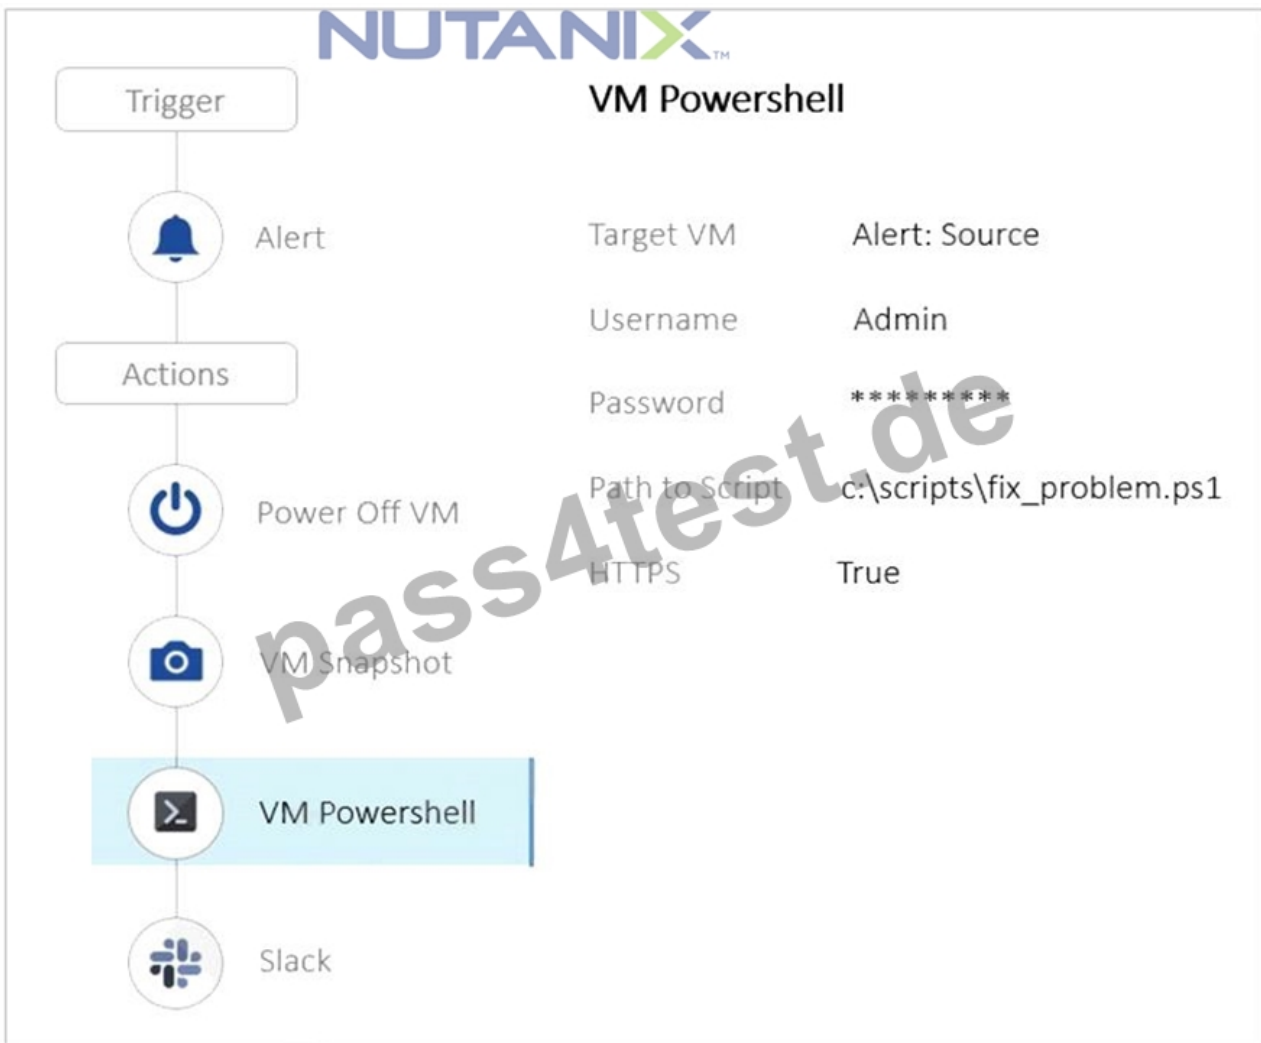 NUTANIX™
Trigger
VM Powershell
Alert
Target VM Alert: Source
Username Admin
Actions
Password *********
Path to Script c:\scripts\fix_problem.ps1
Power Off VM
HTTPS True
VM Snapshot
VM Powershell
Slack
pass4test.de